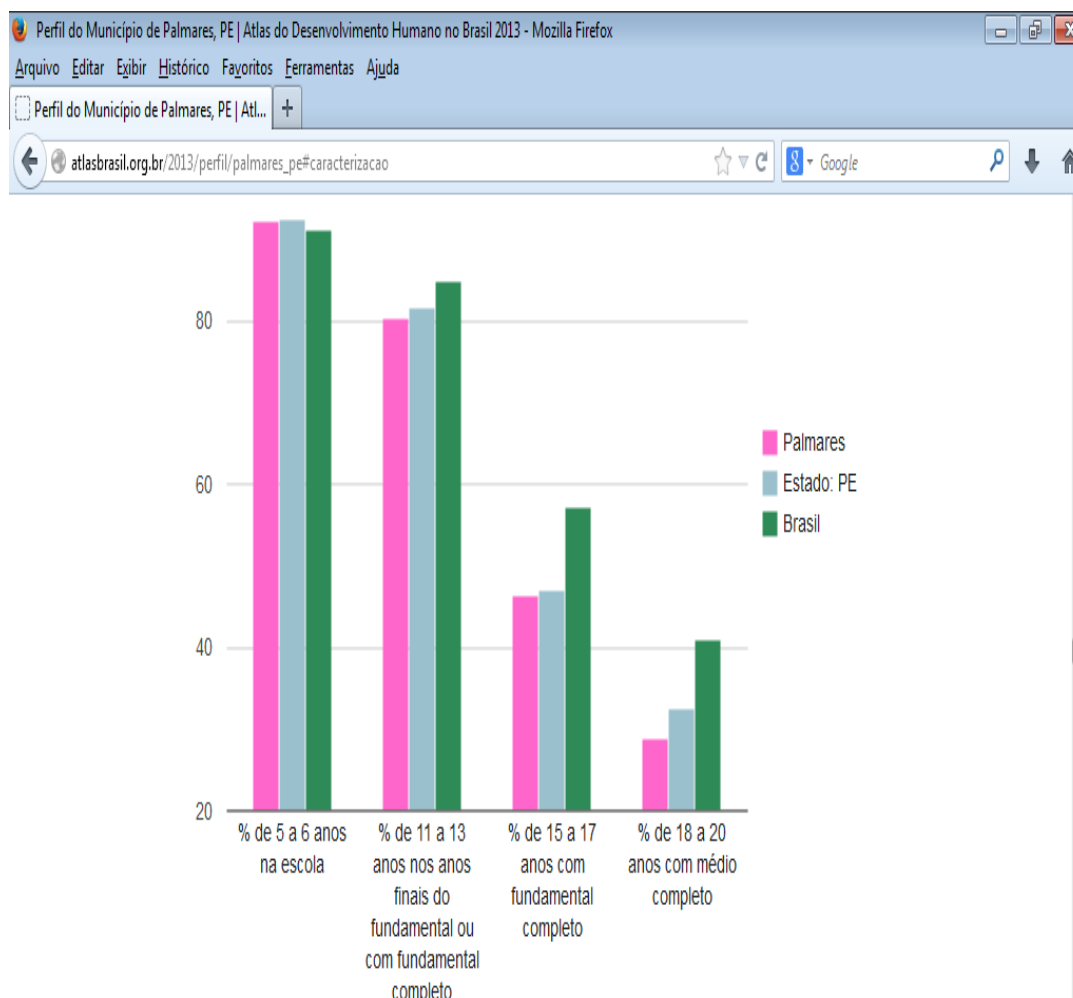 Perfil do Município de Palmares, PE | Atlas do Desenvolvimento Humano no Brasil 2013 - Mozilla Firefox
Arquivo Editar Exibir Histórico Favoritos Ferramentas Ajuda
Perfil do Município de Palmares, PE | Atl...
atlasbrasil.org.br/2013/perfil/palmares_pe#caracterizacao
Google
80
60
40
20
Palmares
Estado: PE
Brasil
% de 5 a 6 anos
na escola
% de 11 a 13
anos nos anos
finais do
fundamental ou
com fundamental
completo
% de 15 a 17
anos com
fundamental
completo
% de 18 a 20
anos com médio
completo